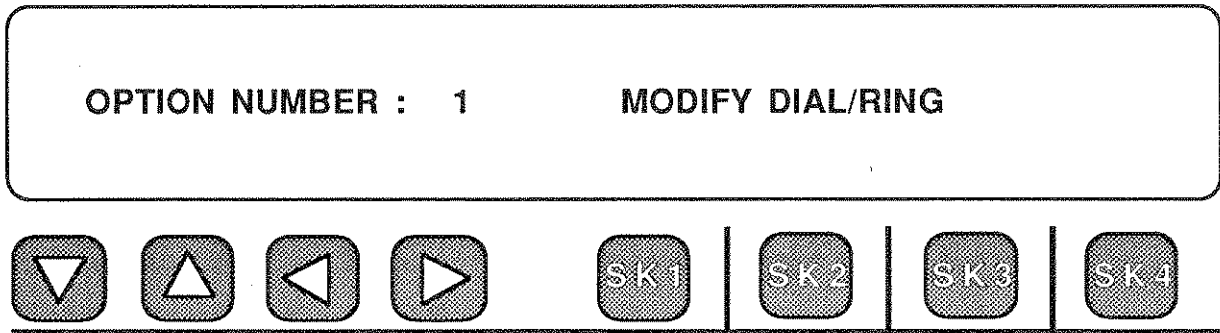 OPTION NUMBER : 1 MODIFY DIAL/RING
SK1 SK2 SK3 SK4